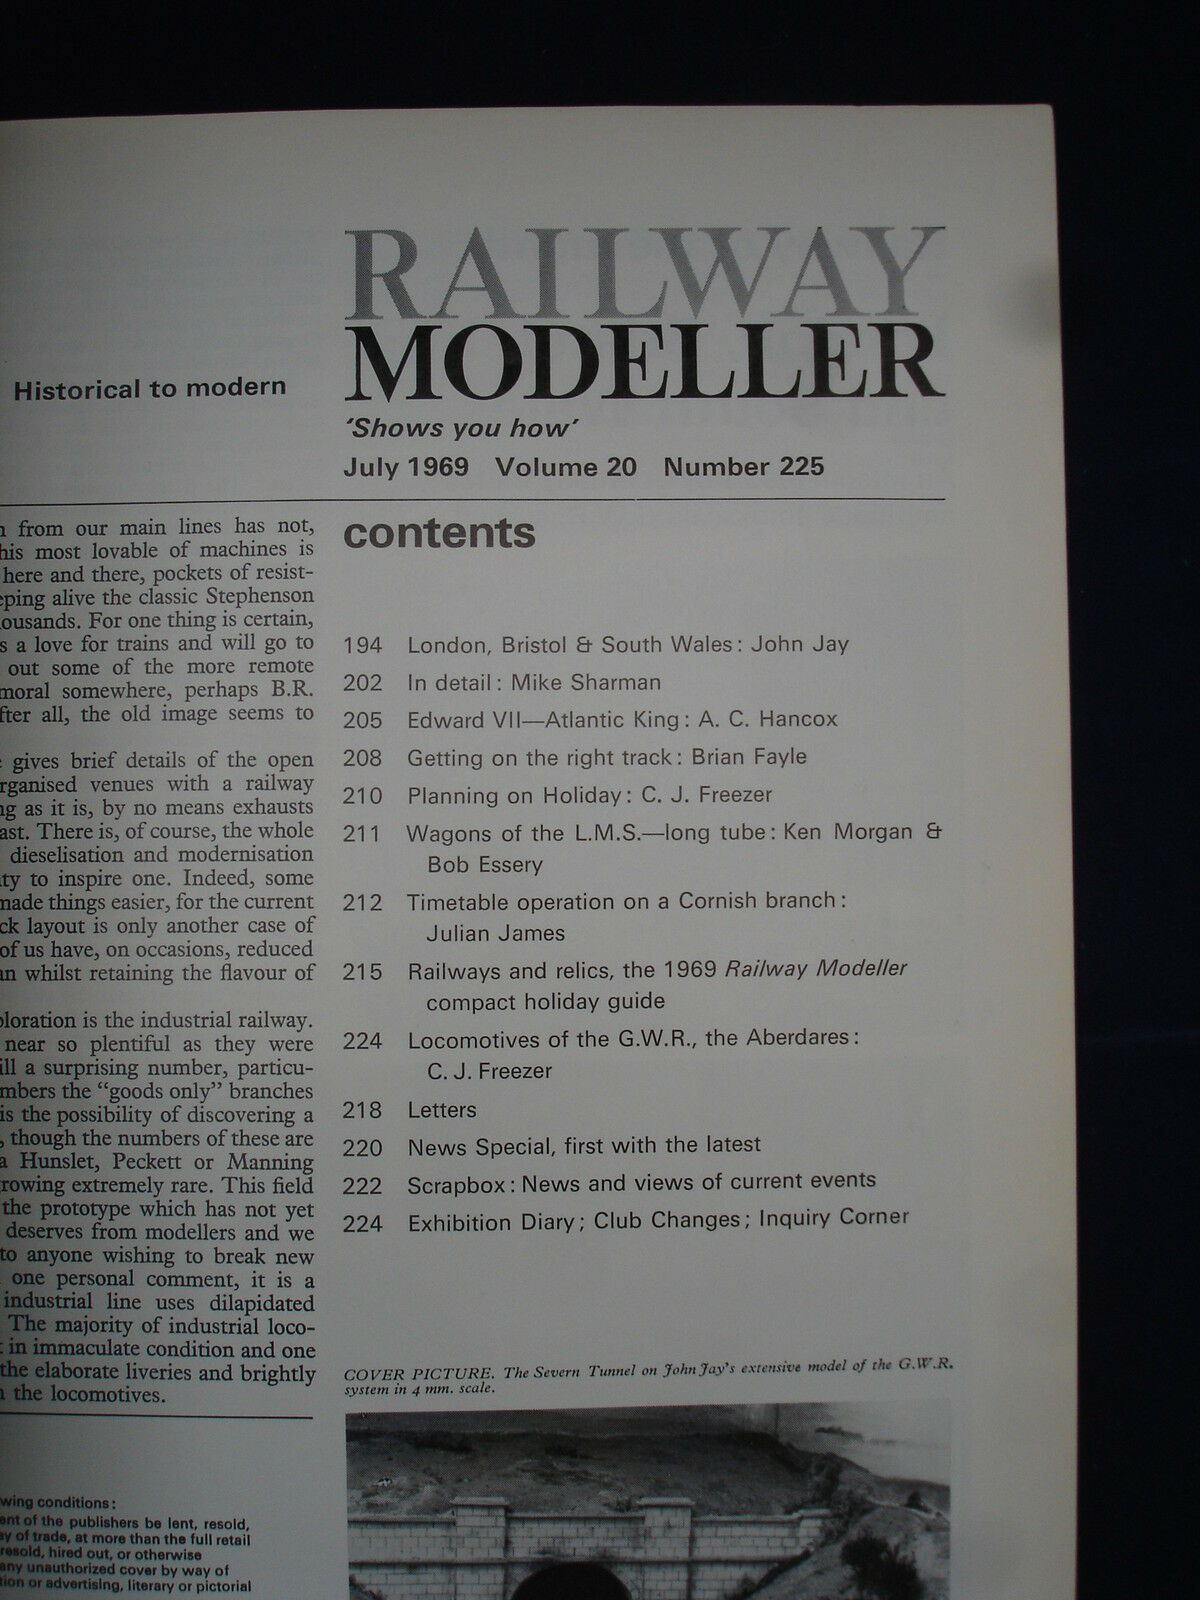 Historical to modern
from our main lines has not,
this most lovable of machines is
here and there, pockets of resist-
alive the classic Stephenson
For one thing is certain,
a love for trains and will go to
out some of the more remote
moral somewhere, perhaps B.R.
after all, the old image seems to
gives brief details of the open
venues with a railway
as it is, by no means exhausts
There is, of course, the whole
dieselisation and modernisation
to inspire one. Indeed, some
made things easier, for the current
layout is only another case of
of us have, on occasions, reduced
whilst retaining the flavour of
is the industrial railway.
near so plentiful as they were
a surprising number, particu-
the "goods only" branches
is the possibility of discovering a
, though the numbers of these are
a Hunslet, Peckett or Manning
growing extremely rare. This field
the prototype which has not yet
deserves from modellers and we
to anyone wishing to break new
one personal comment, it is a
industrial line uses dilapidated
The majority of industrial loco-
in immaculate condition and one
the elaborate liveries and brightly
the locomotives.
conditions:
of the publishers be lent, resold,
of trade, at more than the full retail
resold, hired out, or otherwise
any unauthorized cover by way of
or advertising, literary or pictorial
RAILWAY
MODELLER
'Shows you how'
July 1969 Volume 20 Number 225
contents
194 London, Bristol & South Wales: John Jay
202 In detail: Mike Sharman
205 Edward VII—Atlantic King: A. C. Hancox
208 Getting on the right track: Brian Fayle
210 Planning on Holiday: C. J. Freezer
211 Wagons of the L.M.S.—long tube: Ken Morgan &
Bob Essery
212 Timetable operation on a Cornish branch:
Julian James
215 Railways and relics, the 1969 Railway Modeller
compact holiday guide
224 Locomotives of the G.W.R., the Aberdares:
C. J. Freezer
218 Letters
220 News Special, first with the latest
222 Scrapbox: News and views of current events
224 Exhibition Diary; Club Changes; Inquiry Corner
COVER PICTURE. The Severn Tunnel on John Jay's extensive model of the G.W.R.
system in 4 mm. scale.